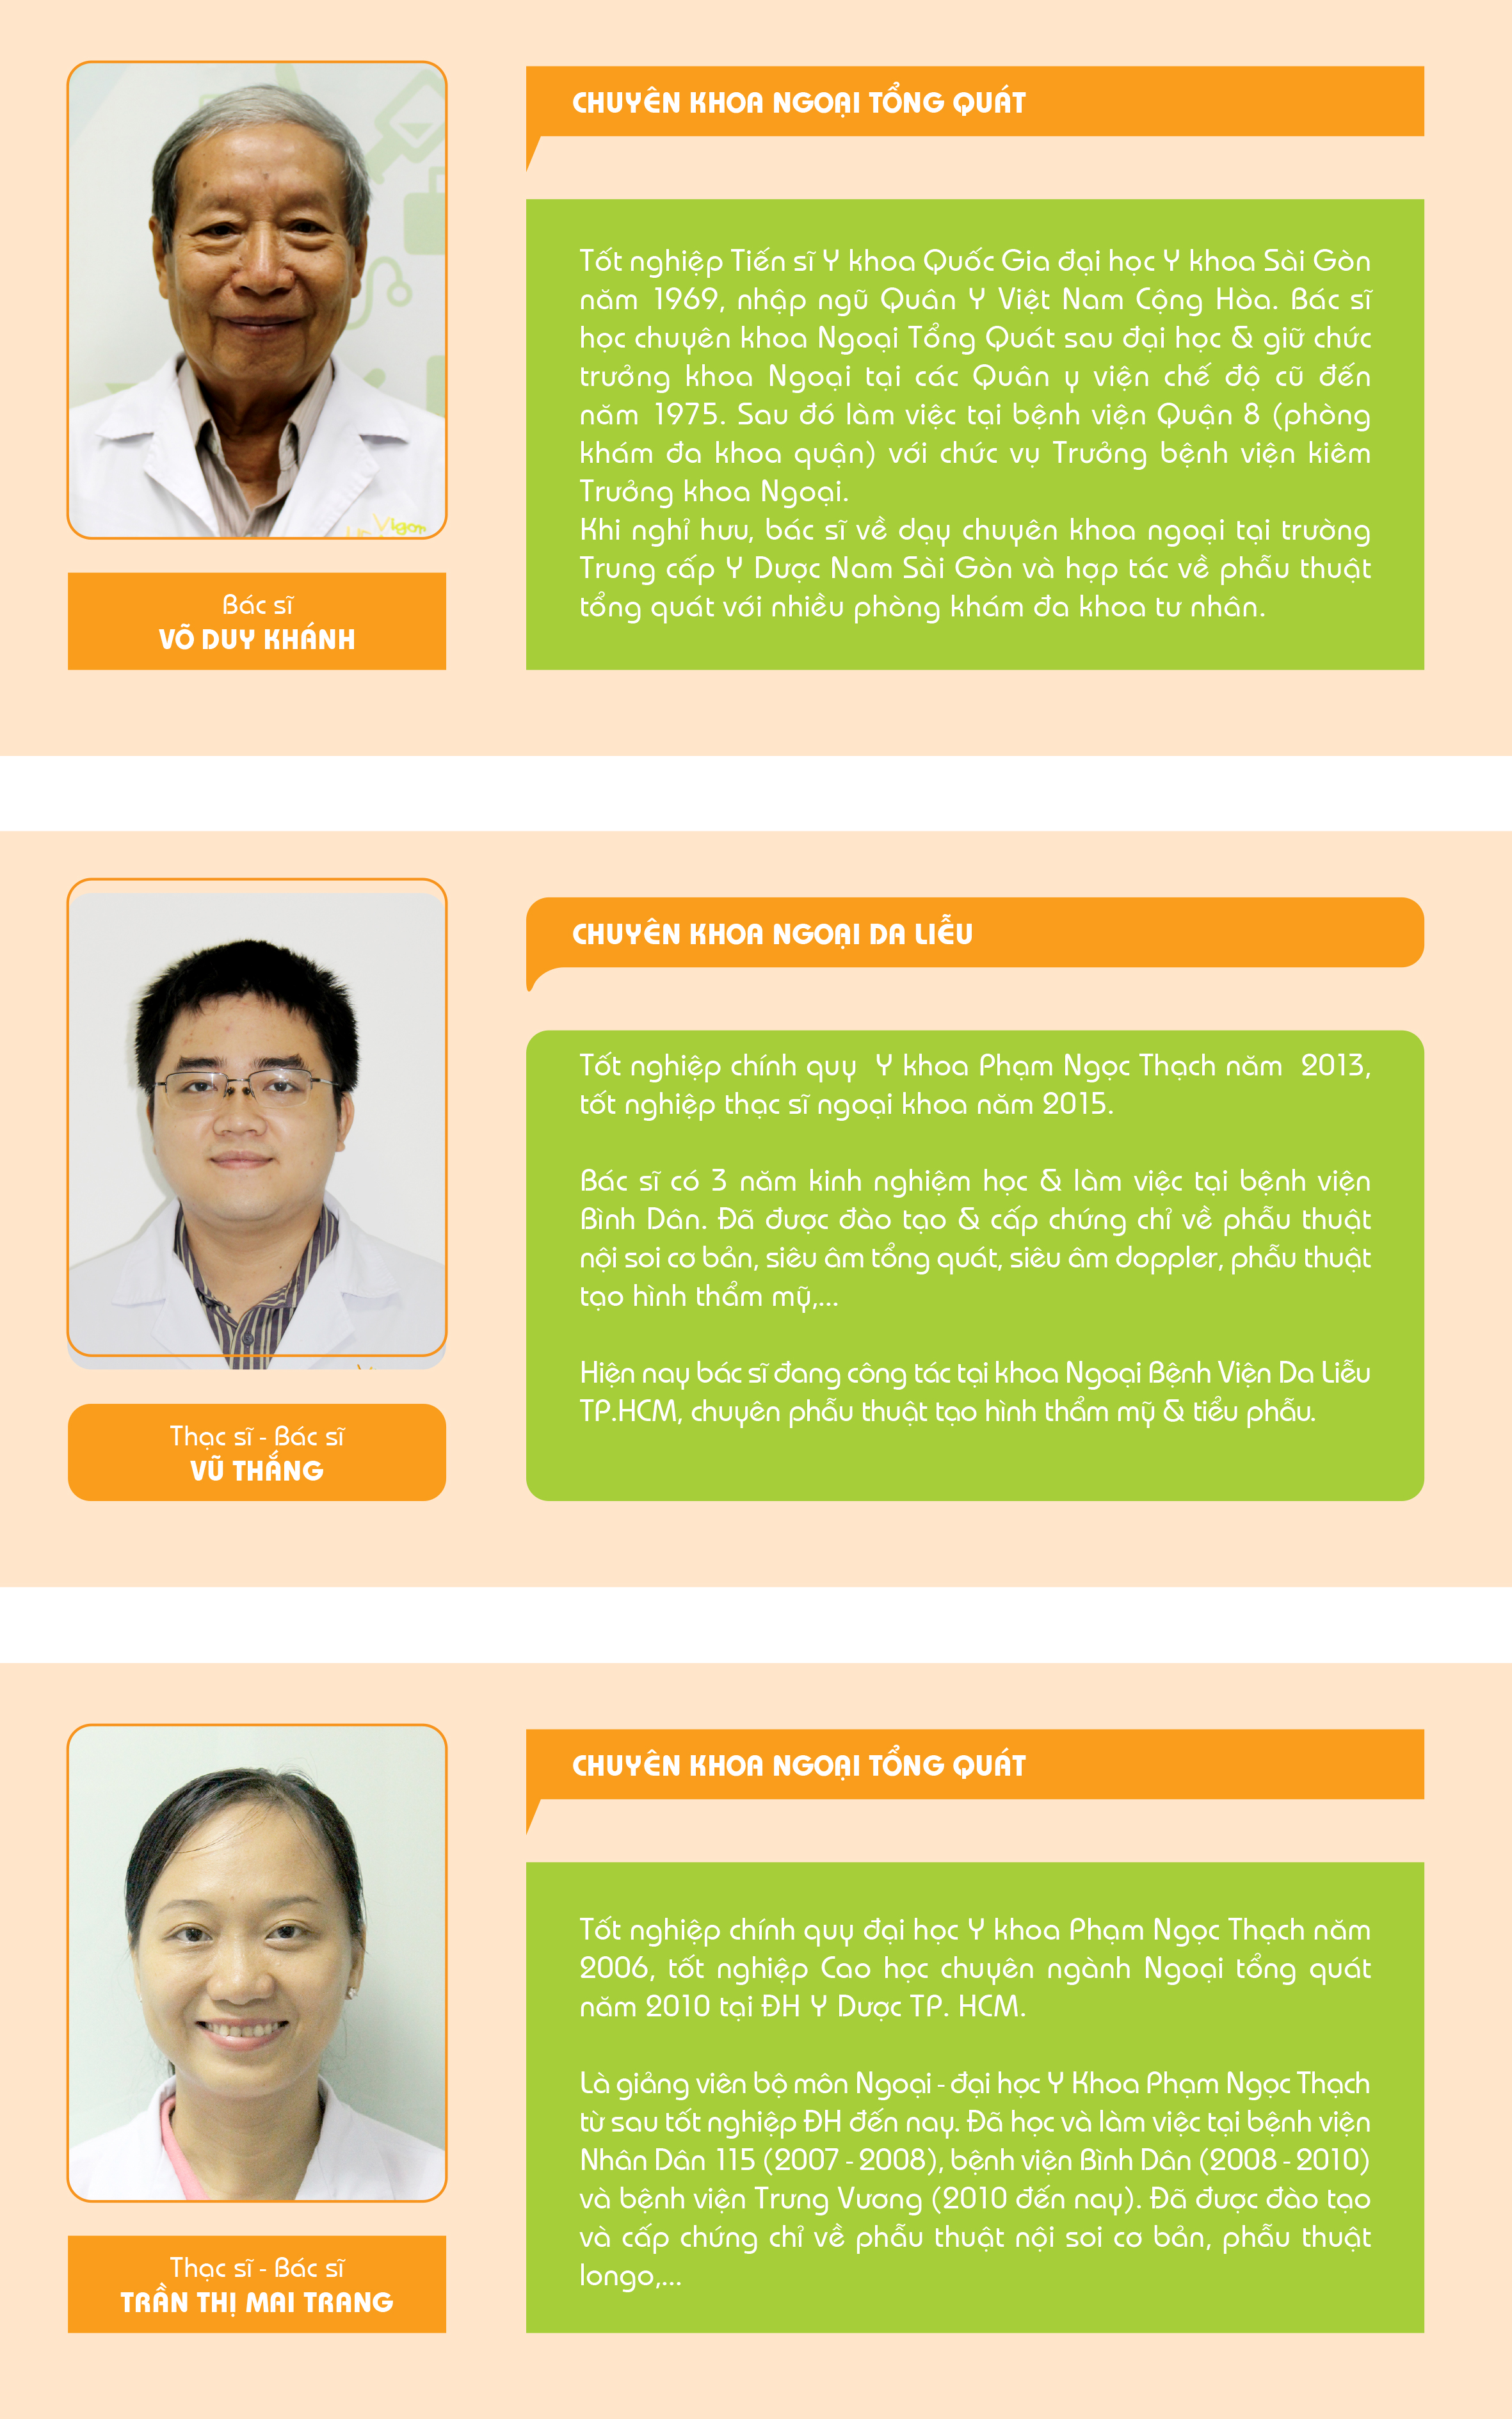 CHUYÊN KHOA NGOẠI TỔNG QUÁT
Tốt nghiệp Tiến sĩ Y khoa Quốc Gia đại học Y khoa Sài Gòn
năm 1969, nhập ngũ Quân Y Việt Nam Cộng Hòa. Bác sĩ
học chuyên khoa Ngoại Tổng Quát sau đại học & giữ chức
trưởng khoa Ngoại tại các Quân y viện chế độ cũ đến
năm 1975. Sau đó làm việc tại bệnh viện Quận 8 (phòng
khám đa khoa quận) với chức vụ Trưởng bệnh viện kiêm
Trưởng khoa Ngoại.
Khi nghỉ hưu, bác sĩ về dạy chuyên khoa ngoại tại trường
Trung cấp Y Dược Nam Sài Gòn và hợp tác về phẫu thuật
tổng quát với nhiều phòng khám đa khoa tư nhân.
Bác sĩ
VÕ DUY KHÁNH
CHUYÊN KHOA NGOẠI DA LIỄU
Tốt nghiệp chính quy Y khoa Phạm Ngọc Thạch năm 2013,
tốt nghiệp thạc sĩ ngoại khoa năm 2015.
Bác sĩ có 3 năm kinh nghiệm học & làm việc tại bệnh viện
Bình Dân. Đã được đào tạo & cấp chứng chỉ về phẫu thuật
nội soi cơ bản, siêu âm tổng quát, siêu âm doppler, phẫu thuật
tạo hình thẩm mỹ,...
Hiện nay bác sĩ đang công tác tại khoa Ngoại Bệnh Viện Da Liễu
TP.HCM, chuyên phẫu thuật tạo hình thẩm mỹ & tiểu phẫu.
Thạc sĩ - Bác sĩ
VŨ THẮNG
CHUYÊN KHOA NGOẠI TỔNG QUÁT
Tốt nghiệp chính quy đại học Y khoa Phạm Ngọc Thạch năm
2006, tốt nghiệp Cao học chuyên ngành Ngoại tổng quát
năm 2010 tại ĐH Y Dược TP. HCM.
Là giảng viên bộ môn Ngoại - đại học Y Khoa Phạm Ngọc Thạch
từ sau tốt nghiệp ĐH đến nay. Đã học và làm việc tại bệnh viện
Nhân Dân 115 (2007 - 2008), bệnh viện Bình Dân (2008 - 2010)
và bệnh viện Trưng Vương (2010 đến nay). Đã được đào tạo
và cấp chứng chỉ về phẫu thuật nội soi cơ bản, phẫu thuật
longo,...
Thạc sĩ - Bác sĩ
TRẦN THỊ MAI TRANG